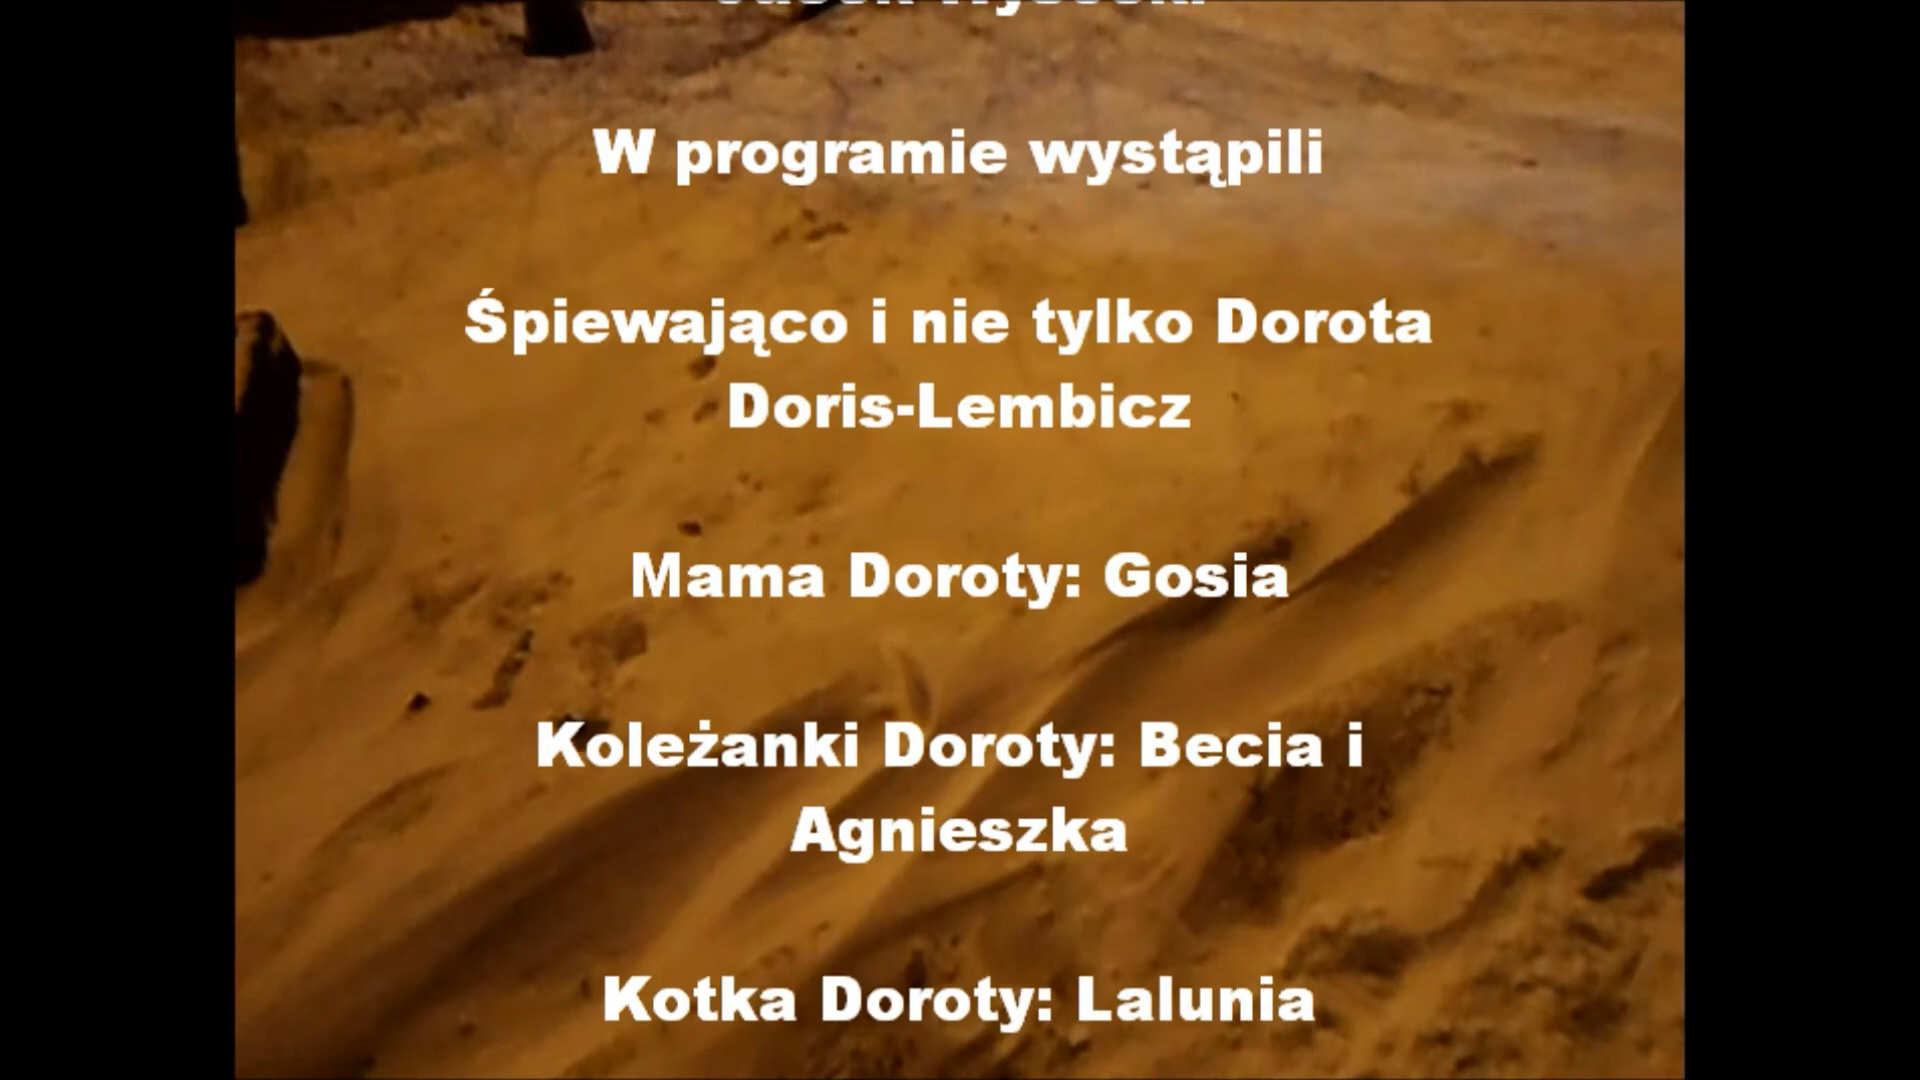 W programie wystąpili
Śpiewająco i nie tylko Dorota
Doris-Lembicz
Mama Doroty: Gosia
Koleżanki Doroty: Becia i
Agnieszka
Kotka Doroty: Lalunia